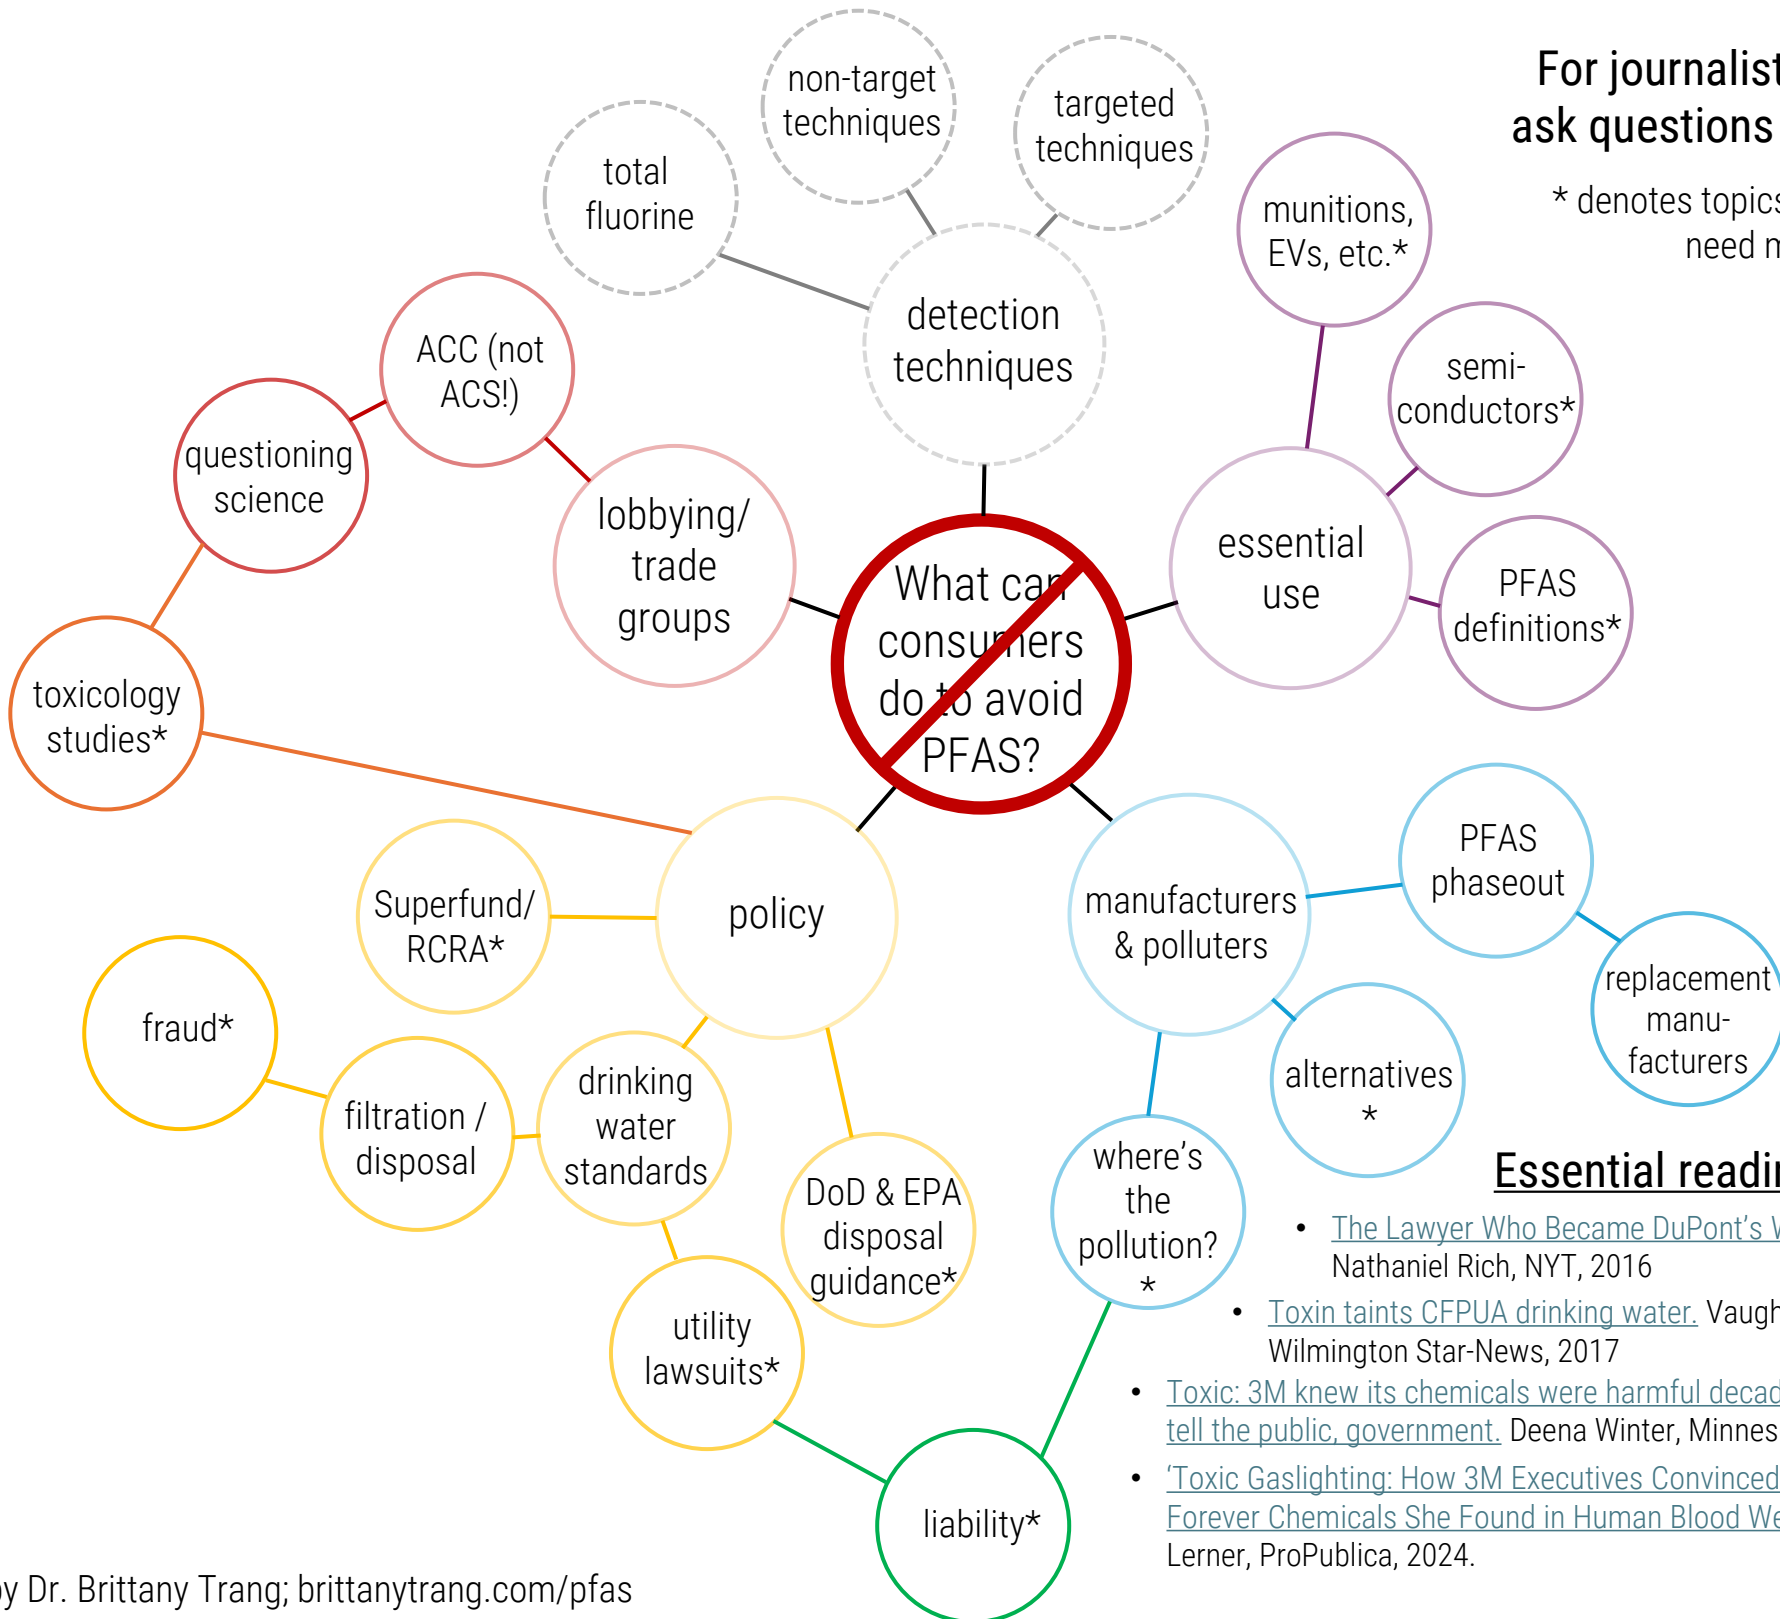 For journalist
ask questions
* denotes topics
need m
non-target
techniques
targeted
techniques
total
fluorine
munitions,
EVs, etc.*
detection
techniques
ACC (not
ACS!)
semi-
conductors*
questioning
science
lobbying/
trade
groups
essential
use
What can
consumers
do to avoid
PFAS?
PFAS
definitions*
toxicology
studies*
PFAS
phaseout
Superfund/
RCRA*
policy
manufacturers
& polluters
replacement
manu-
facturers
fraud*
filtration /
disposal
drinking
water
standards
alternatives
*
DoD & EPA
disposal
guidance*
where's
the
pollution?
*
utility
lawsuits*
liability*
Essential readin
• The Lawyer Who Became DuPont's W
Nathaniel Rich, NYT, 2016
• Toxin taints CFPUA drinking water. Vaugh
Wilmington Star-News, 2017
• Toxic: 3M knew its chemicals were harmful decad
tell the public, government. Deena Winter, Minnes
• ‘Toxic Gaslighting: How 3M Executives Convinced
Forever Chemicals She Found in Human Blood We
Lerner, ProPublica, 2024.
by Dr. Brittany Trang; brittanytrang.com/pfas